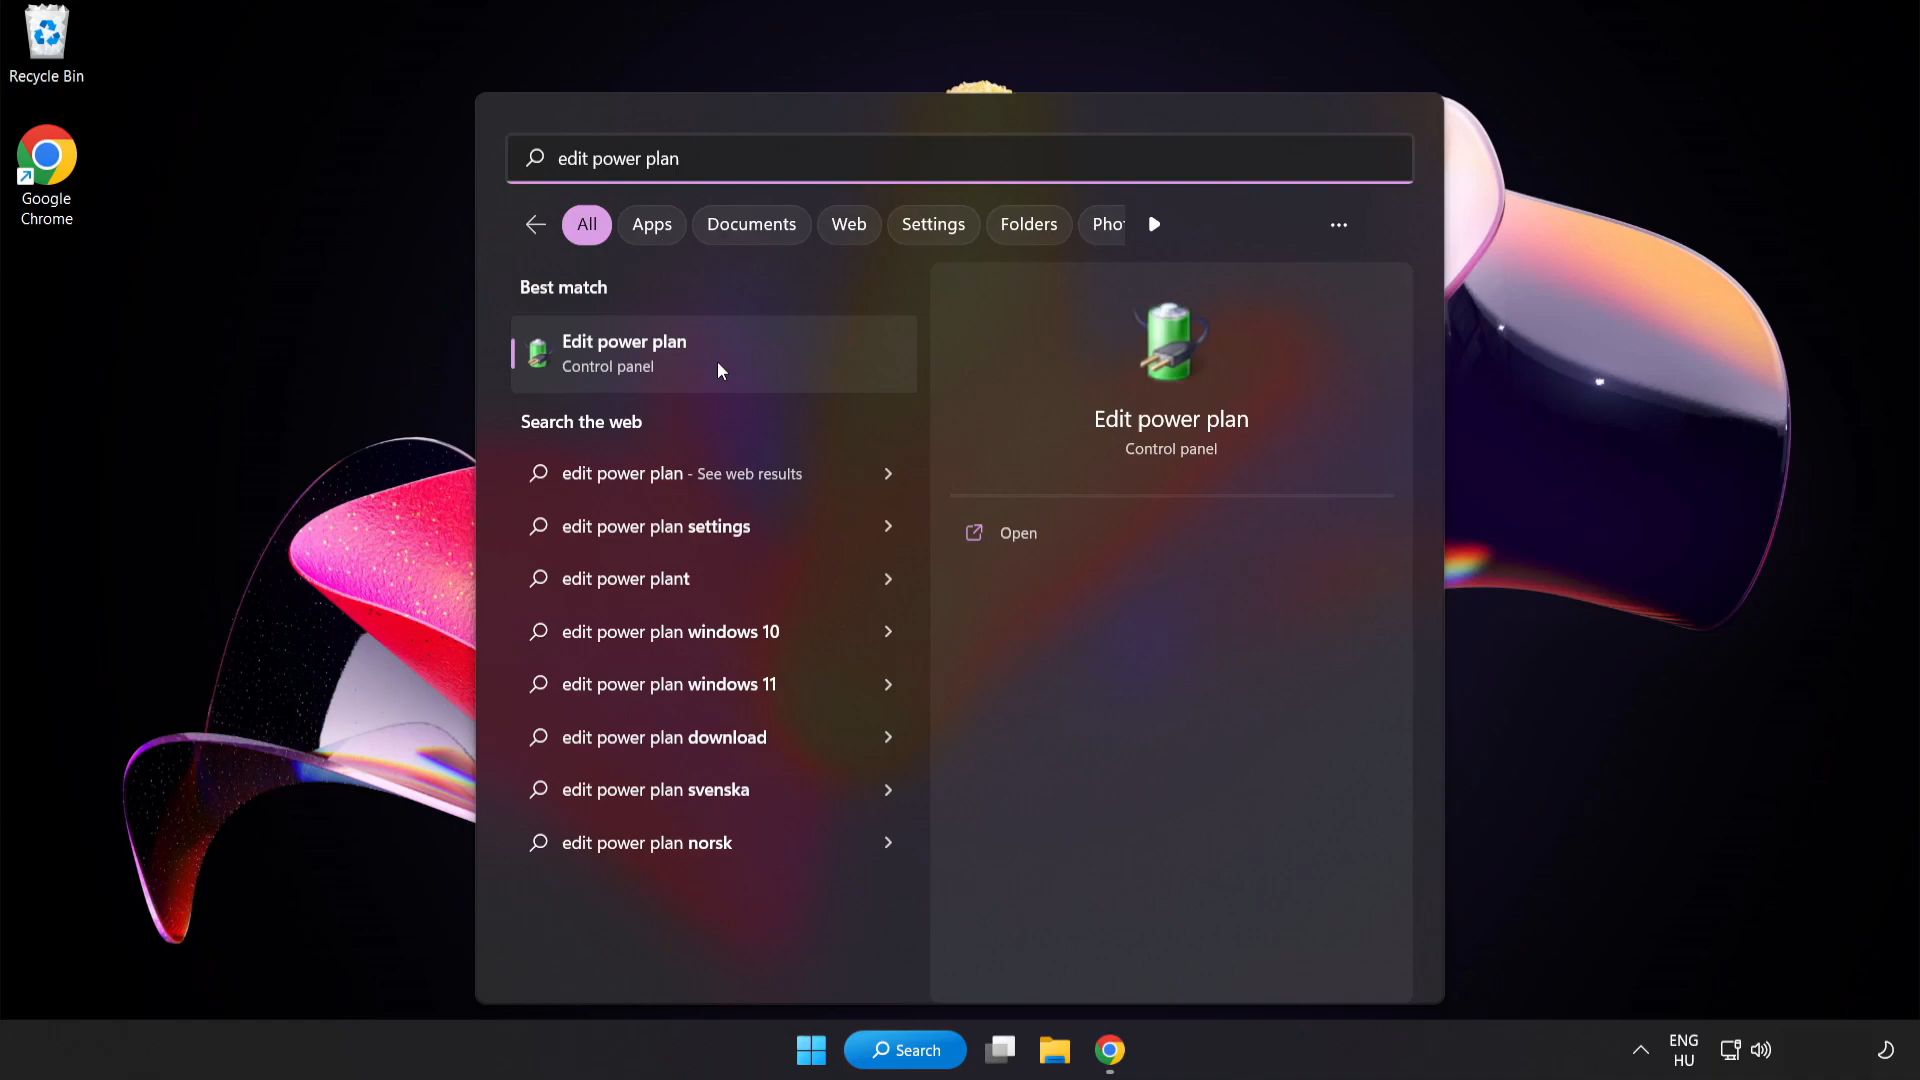 Recycle Bin
Google
Chrome
edit power plan
All
Apps
Documents
Web
Settings
Folders
Pho
Best match
Edit power plan
Control panel
Search the web
edit power plan - See web results
edit power plan settings
edit power plant
edit power plan windows 10
edit power plan windows 11
edit power plan download
edit power plan svenska
edit power plan norsk
Edit power plan
Control panel
Open
Search
ENG
HU